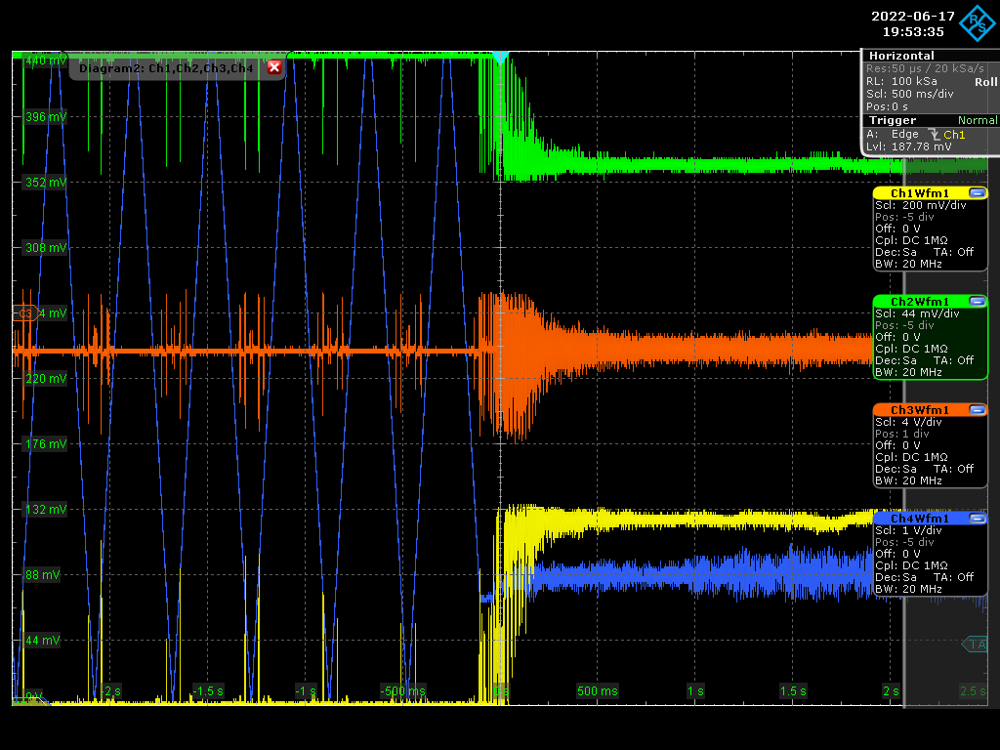 2022-06-17
19:53:35
R&S
Horizontal
Res:50 µs / 20 kSa/s
RL: 100 kSa Roll
Scl: 500 ms/div
Pos:0 s
Trigger Normal
A: Edge Ch1
Lvl: 187.78 mV
Diagram2: Ch1,Ch2,Ch3,Ch4
440 mV
396 mV
352 mV
308 mV
C3 4 mV
220 mV
176 mV
132 mV
88 mV
44 mV
0 V
-2 s
-1.5 s
-1 s
-500 ms
0 s
500 ms
1 s
1.5 s
2 s
2.5 s
1A
Ch1Wfm1
Scl: 200 mV/div
Pos: -5 div
Off: 0 V
Cpl: DC 1MΩ
Dec:Sa TA: Off
BW: 20 MHz
Ch2Wfm1
Scl: 44 mV/div
Pos: -5 div
Off: 0 V
Cpl: DC 1MΩ
Dec:Sa TA: Off
BW: 20 MHz
Ch3Wfm1
Scl: 4 V/div
Pos: 1 div
Off: 0 V
Cpl: DC 1MΩ
Dec:Sa TA: Off
BW: 20 MHz
Ch4Wfm1
Scl: 1 V/div
Pos: -5 div
Off: 0 V
Cpl: DC 1MΩ
Dec:Sa TA: Off
BW: 20 MHz